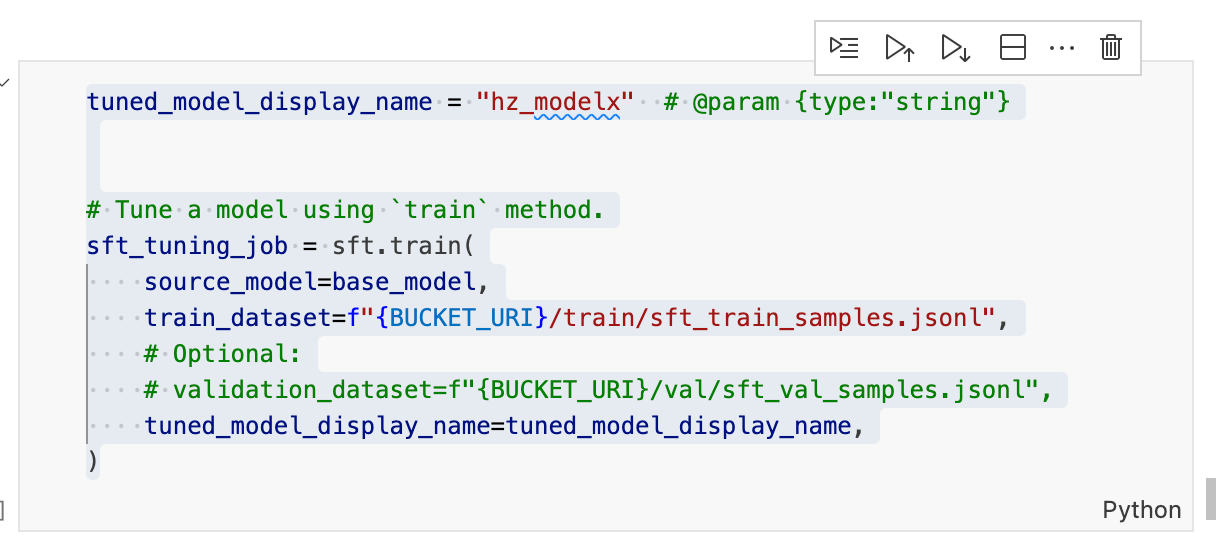 tuned_model_display_name = "hz_modelx"  # @param {type:"string"}
# Tune a model using `train` method.
sft_tuning_job = sft.train(
    source_model=base_model,
    train_dataset=f"{BUCKET_URI}/train/sft_train_samples.jsonl",
    # Optional:
    # validation_dataset=f"{BUCKET_URI}/val/sft_val_samples.jsonl",
    tuned_model_display_name=tuned_model_display_name,
)
]
Python